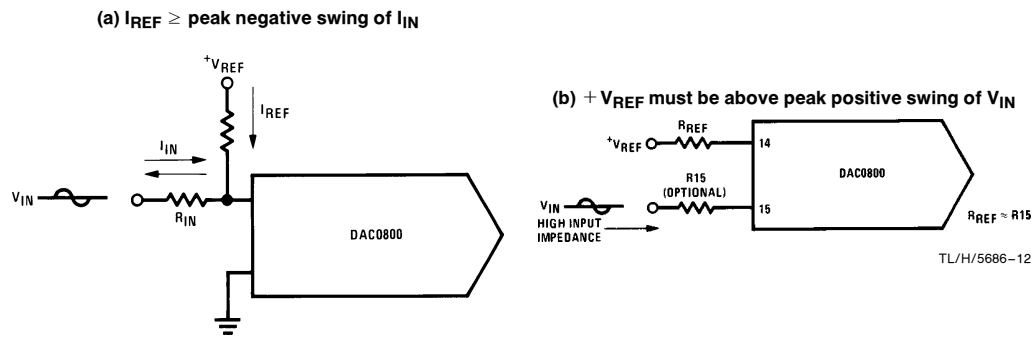 (a) IREF ≥ peak negative swing of IIN
+VREF
IREF
IIN
VIN
RIN
DAC0800
(b) + VREF must be above peak positive swing of VIN
+VREF
RREF
14
DAC0800
R15
(OPTIONAL)
VIN
15
HIGH INPUT
IMPEDANCE
RREF ≈ R15
TL/H/5686–12